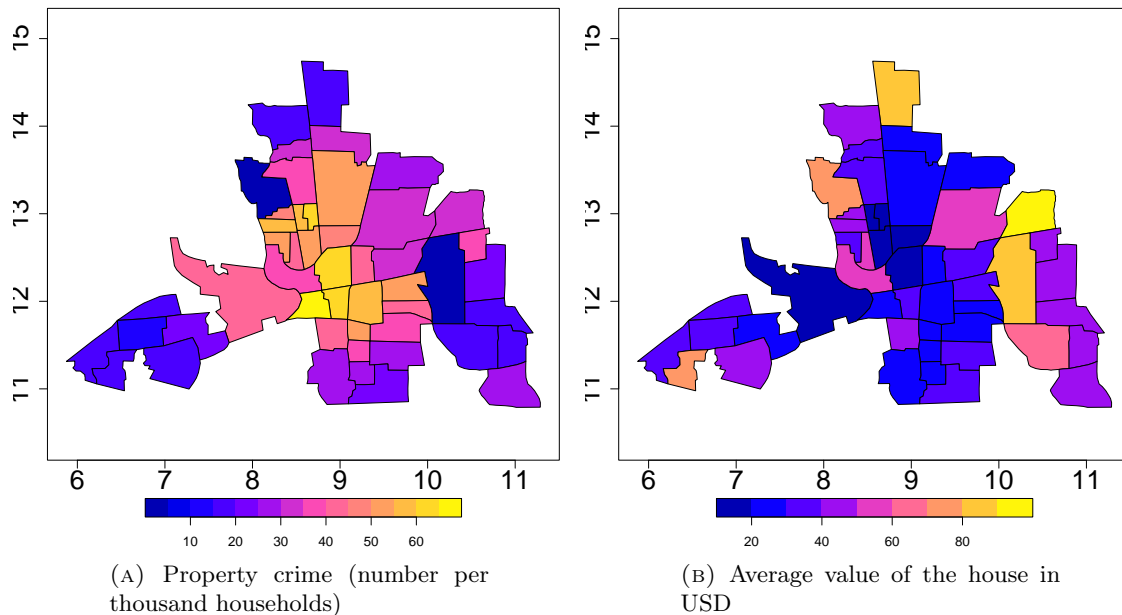 15
14
13
12
11
6 7 8 9 10 11
10 20 30 40 50 60
(A) Property crime (number per
thousand households)
15
14
13
12
11
6 7 8 9 10 11
20 40 60 80
(B) Average value of the house in
USD